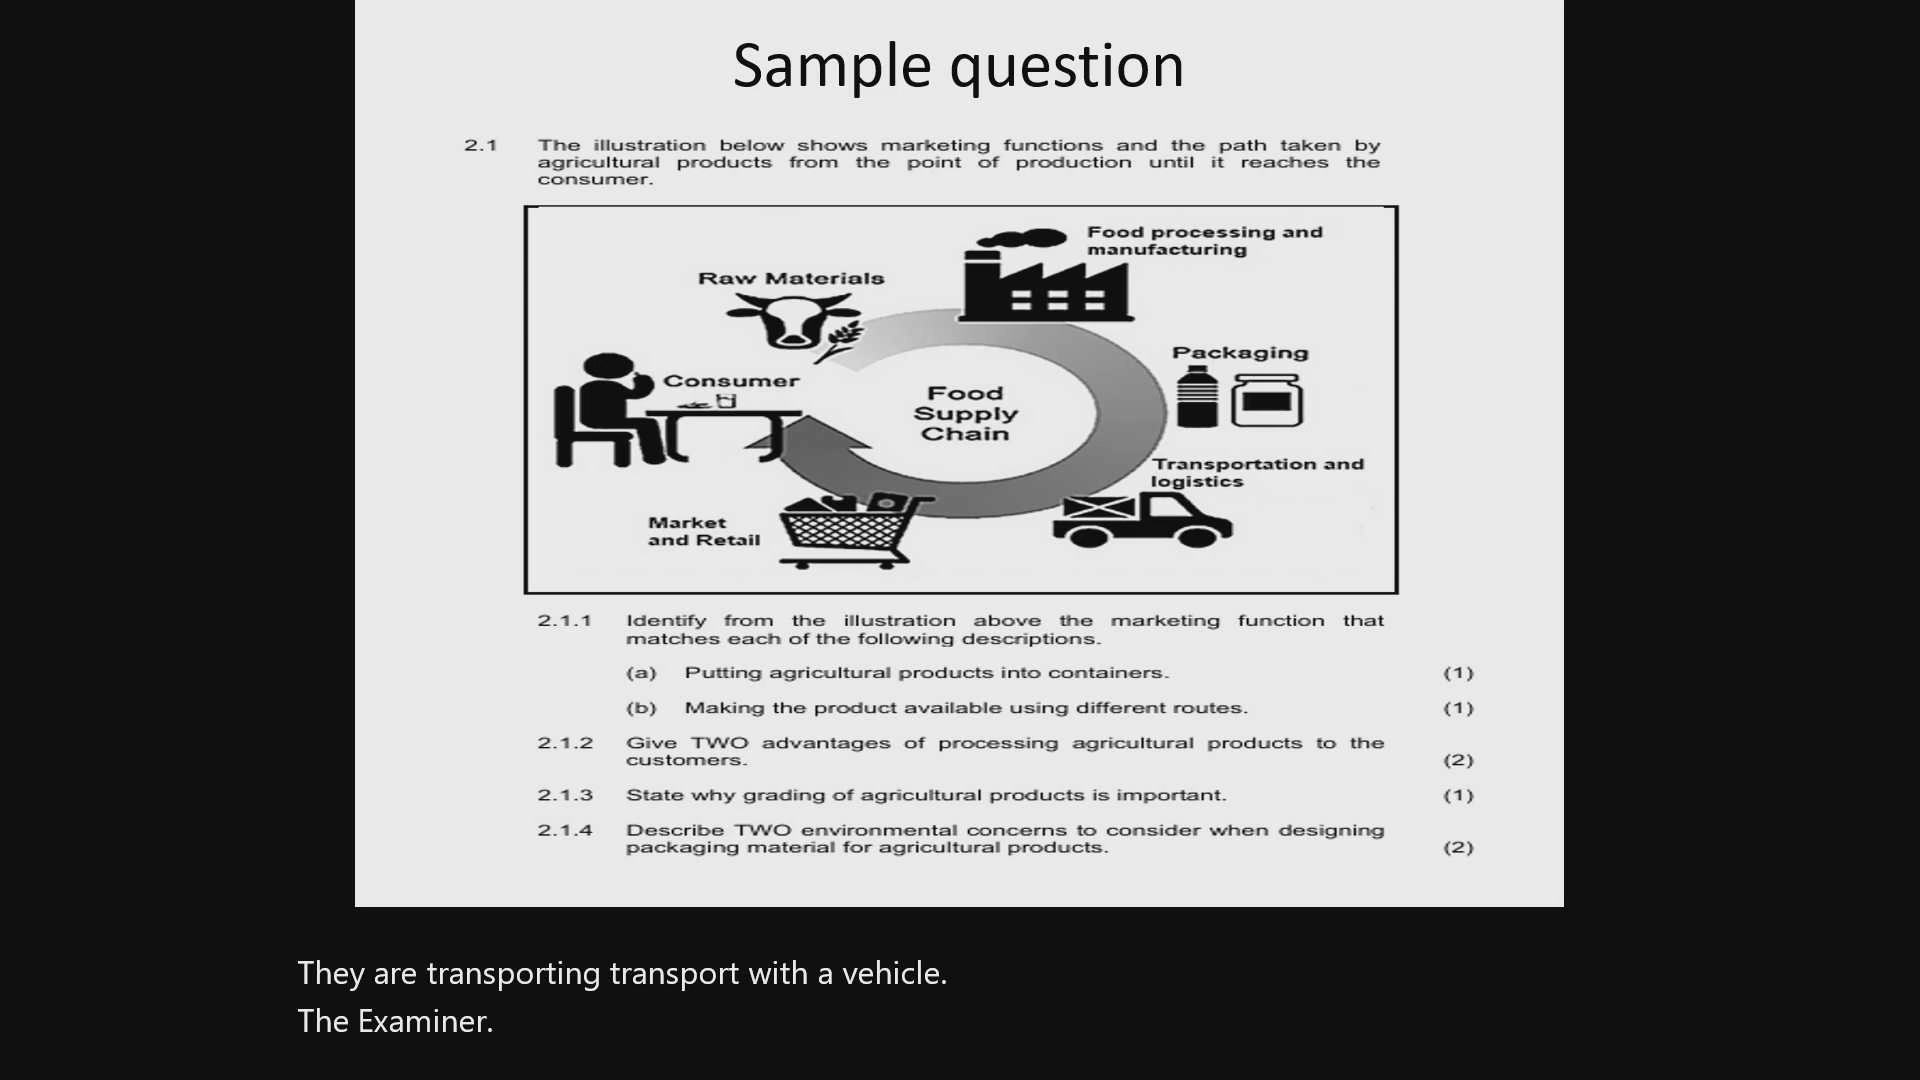 Sample question
2.1 The illustration below shows marketing functions and the path taken by
agricultural products from the point of production until it reaches the
consumer.
Food processing and
manufacturing
Raw Materials
Packaging
Consumer
Food
Supply
Chain
Transportation and
logistics
Market
and Retail
2.1.1 Identify from the illustration above the marketing function that
matches each of the following descriptions.
(a) Putting agricultural products into containers. (1)
(b) Making the product available using different routes. (1)
2.1.2 Give TWO advantages of processing agricultural products to the
customers. (2)
2.1.3 State why grading of agricultural products is important. (1)
2.1.4 Describe TWO environmental concerns to consider when designing
packaging material for agricultural products. (2)
They are transporting transport with a vehicle.
The Examiner.